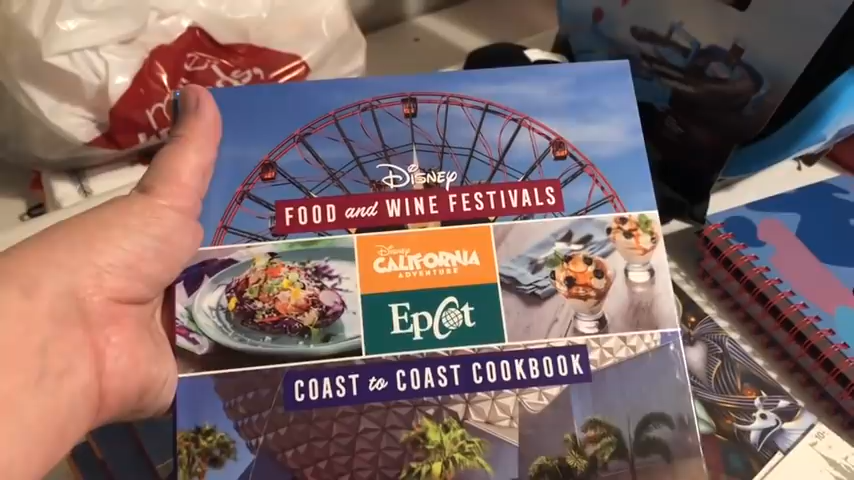 Disney
FOOD and WINE FESTIVALS
Disney
CALIFORNIA
ADVENTURE
Epcot
COAST to COAST COOKBOOK